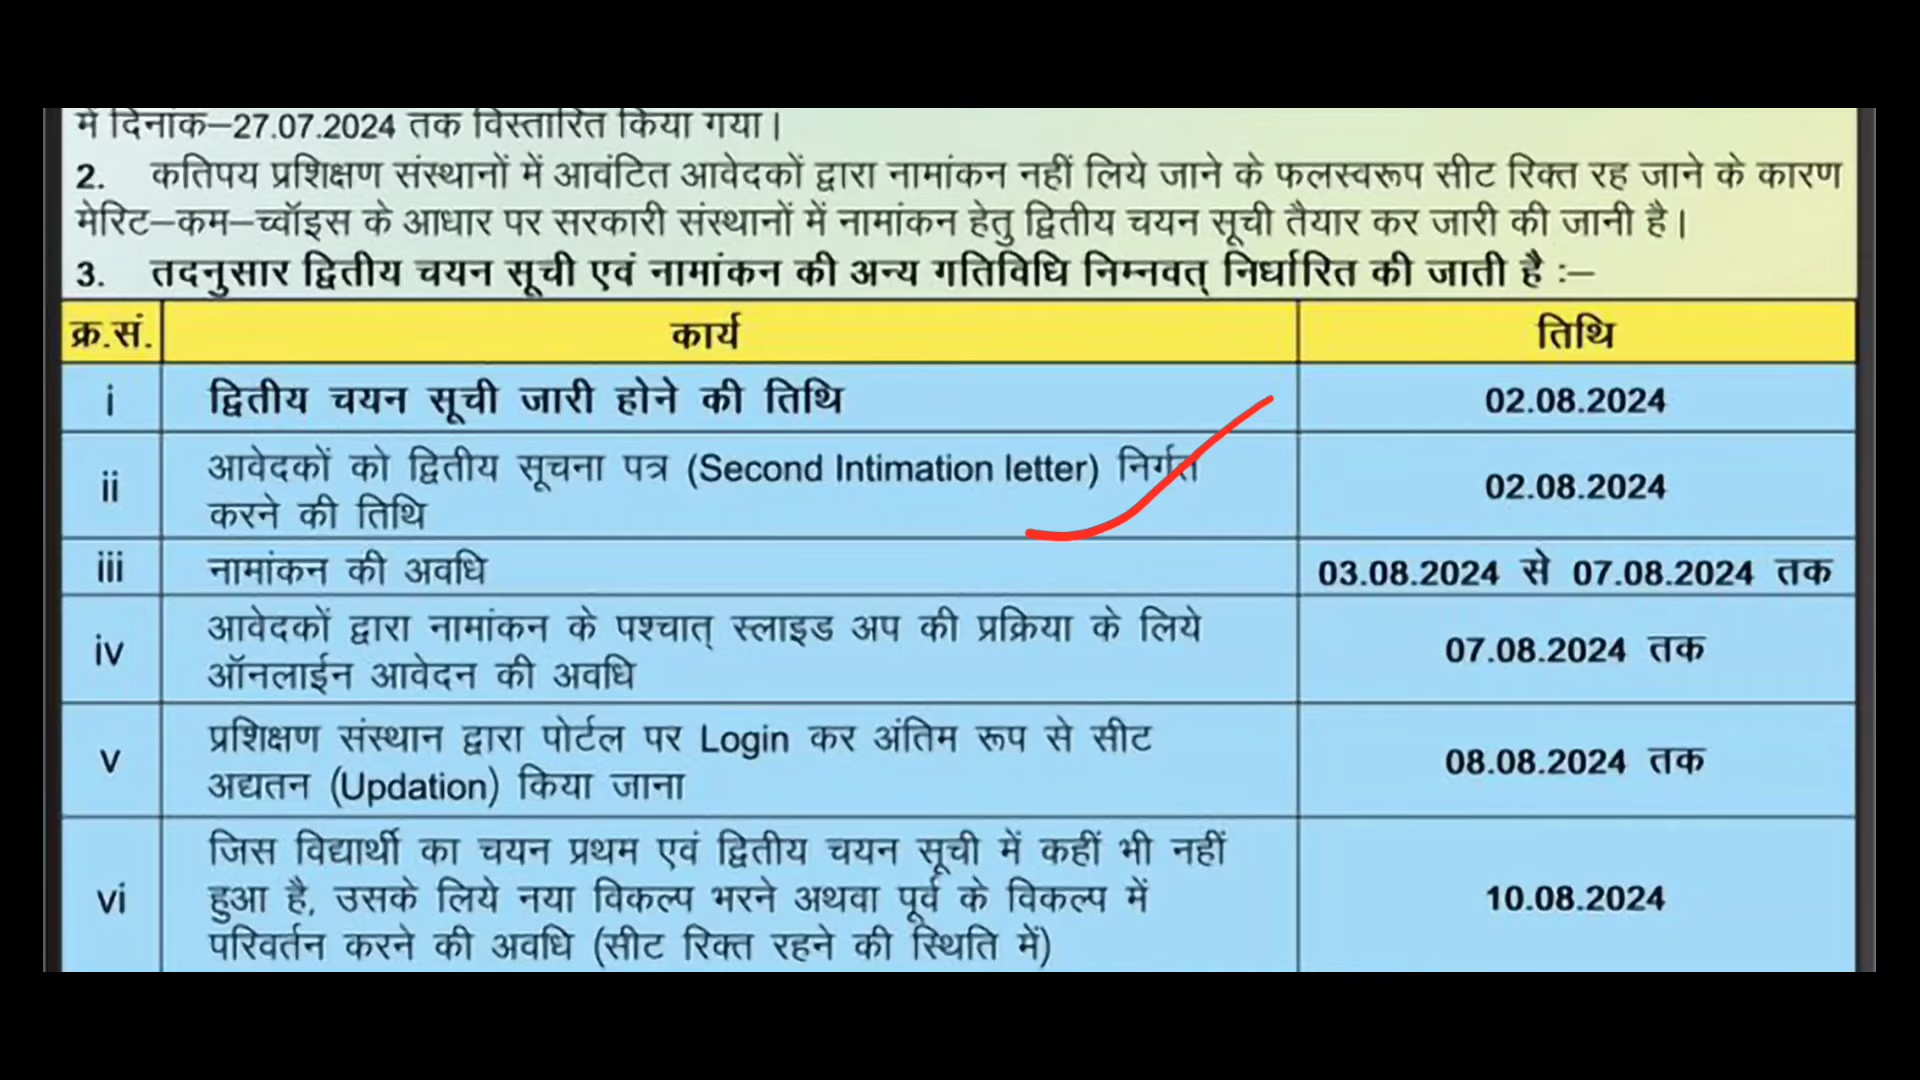 में दिनांक–27.07.2024 तक विस्तारित किया गया।
2. कतिपय प्रशिक्षण संस्थानों में आवंटित आवेदकों द्वारा नामांकन नहीं लिये जाने के फलस्वरूप सीट रिक्त रह जाने के कारण
मेरिट–कम–च्वॉइस के आधार पर सरकारी संस्थानों में नामांकन हेतु द्वितीय चयन सूची तैयार कर जारी की जानी है।
3. तदनुसार द्वितीय चयन सूची एवं नामांकन की अन्य गतिविधि निम्नवत् निर्धारित की जाती है :–
क्र.सं. कार्य तिथि
i द्वितीय चयन सूची जारी होने की तिथि 02.08.2024
ii आवेदकों को द्वितीय सूचना पत्र (Second Intimation letter) निर्गत
करने की तिथि 02.08.2024
iii नामांकन की अवधि 03.08.2024 से 07.08.2024 तक
iv आवेदकों द्वारा नामांकन के पश्चात् स्लाइड अप की प्रक्रिया के लिये
ऑनलाईन आवेदन की अवधि 07.08.2024 तक
v प्रशिक्षण संस्थान द्वारा पोर्टल पर Login कर अंतिम रूप से सीट
अद्यतन (Updation) किया जाना 08.08.2024 तक
vi जिस विद्यार्थी का चयन प्रथम एवं द्वितीय चयन सूची में कहीं भी नहीं
हुआ है, उसके लिये नया विकल्प भरने अथवा पूर्व के विकल्प में
परिवर्तन करने की अवधि (सीट रिक्त रहने की स्थिति में) 10.08.2024